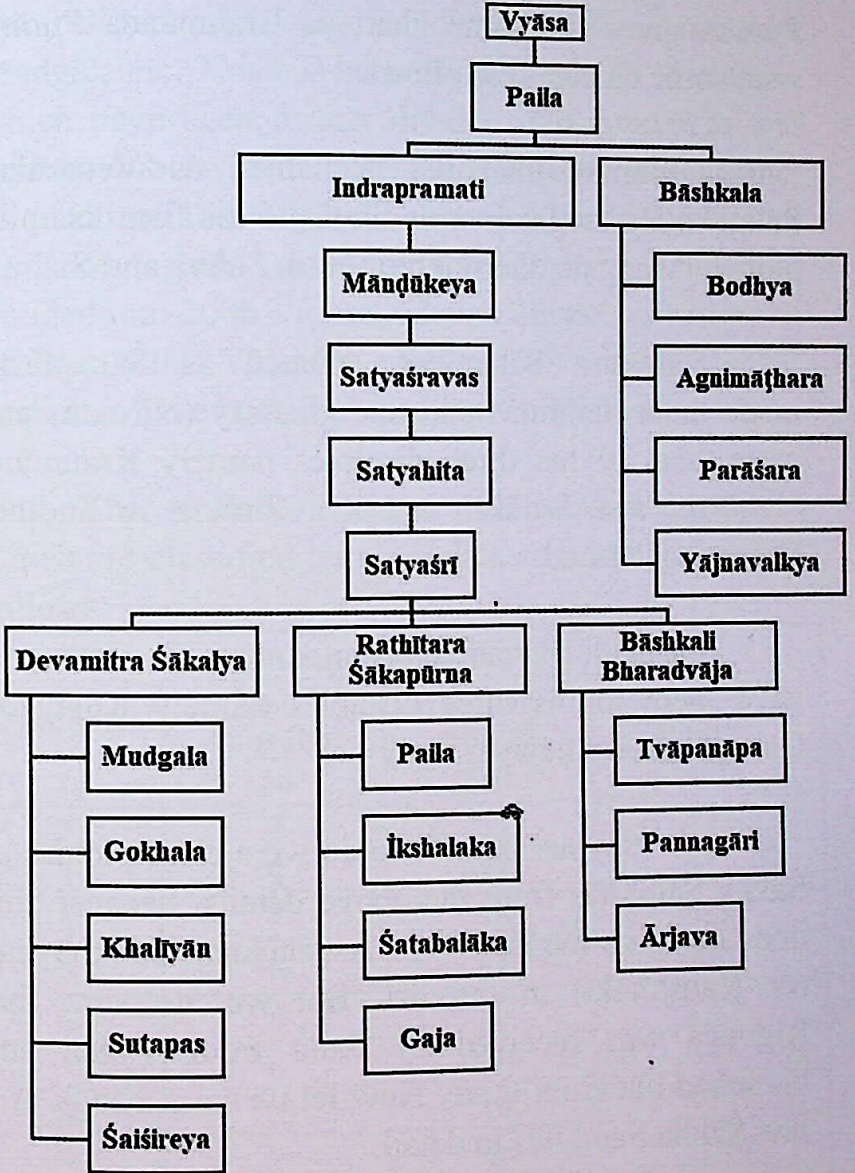 Vyāsa
Paila
Indrapramati
Bāshkala
Māṇḍūkeya
Bodhya
Satyaśravas
Agnimāṭhara
Satyahita
Parāśara
Satyaśrī
Yājnavalkya
Devamitra Śākalya
Rathītara
Śākapūrna
Bāshkali
Bharadvāja
Mudgala
Paila
Tvāpanāpa
Gokhala
İkshalaka
Pannagāri
Khalīyān
Śatabalāka
Ārjava
Sutapas
Gaja
Śaiśireya